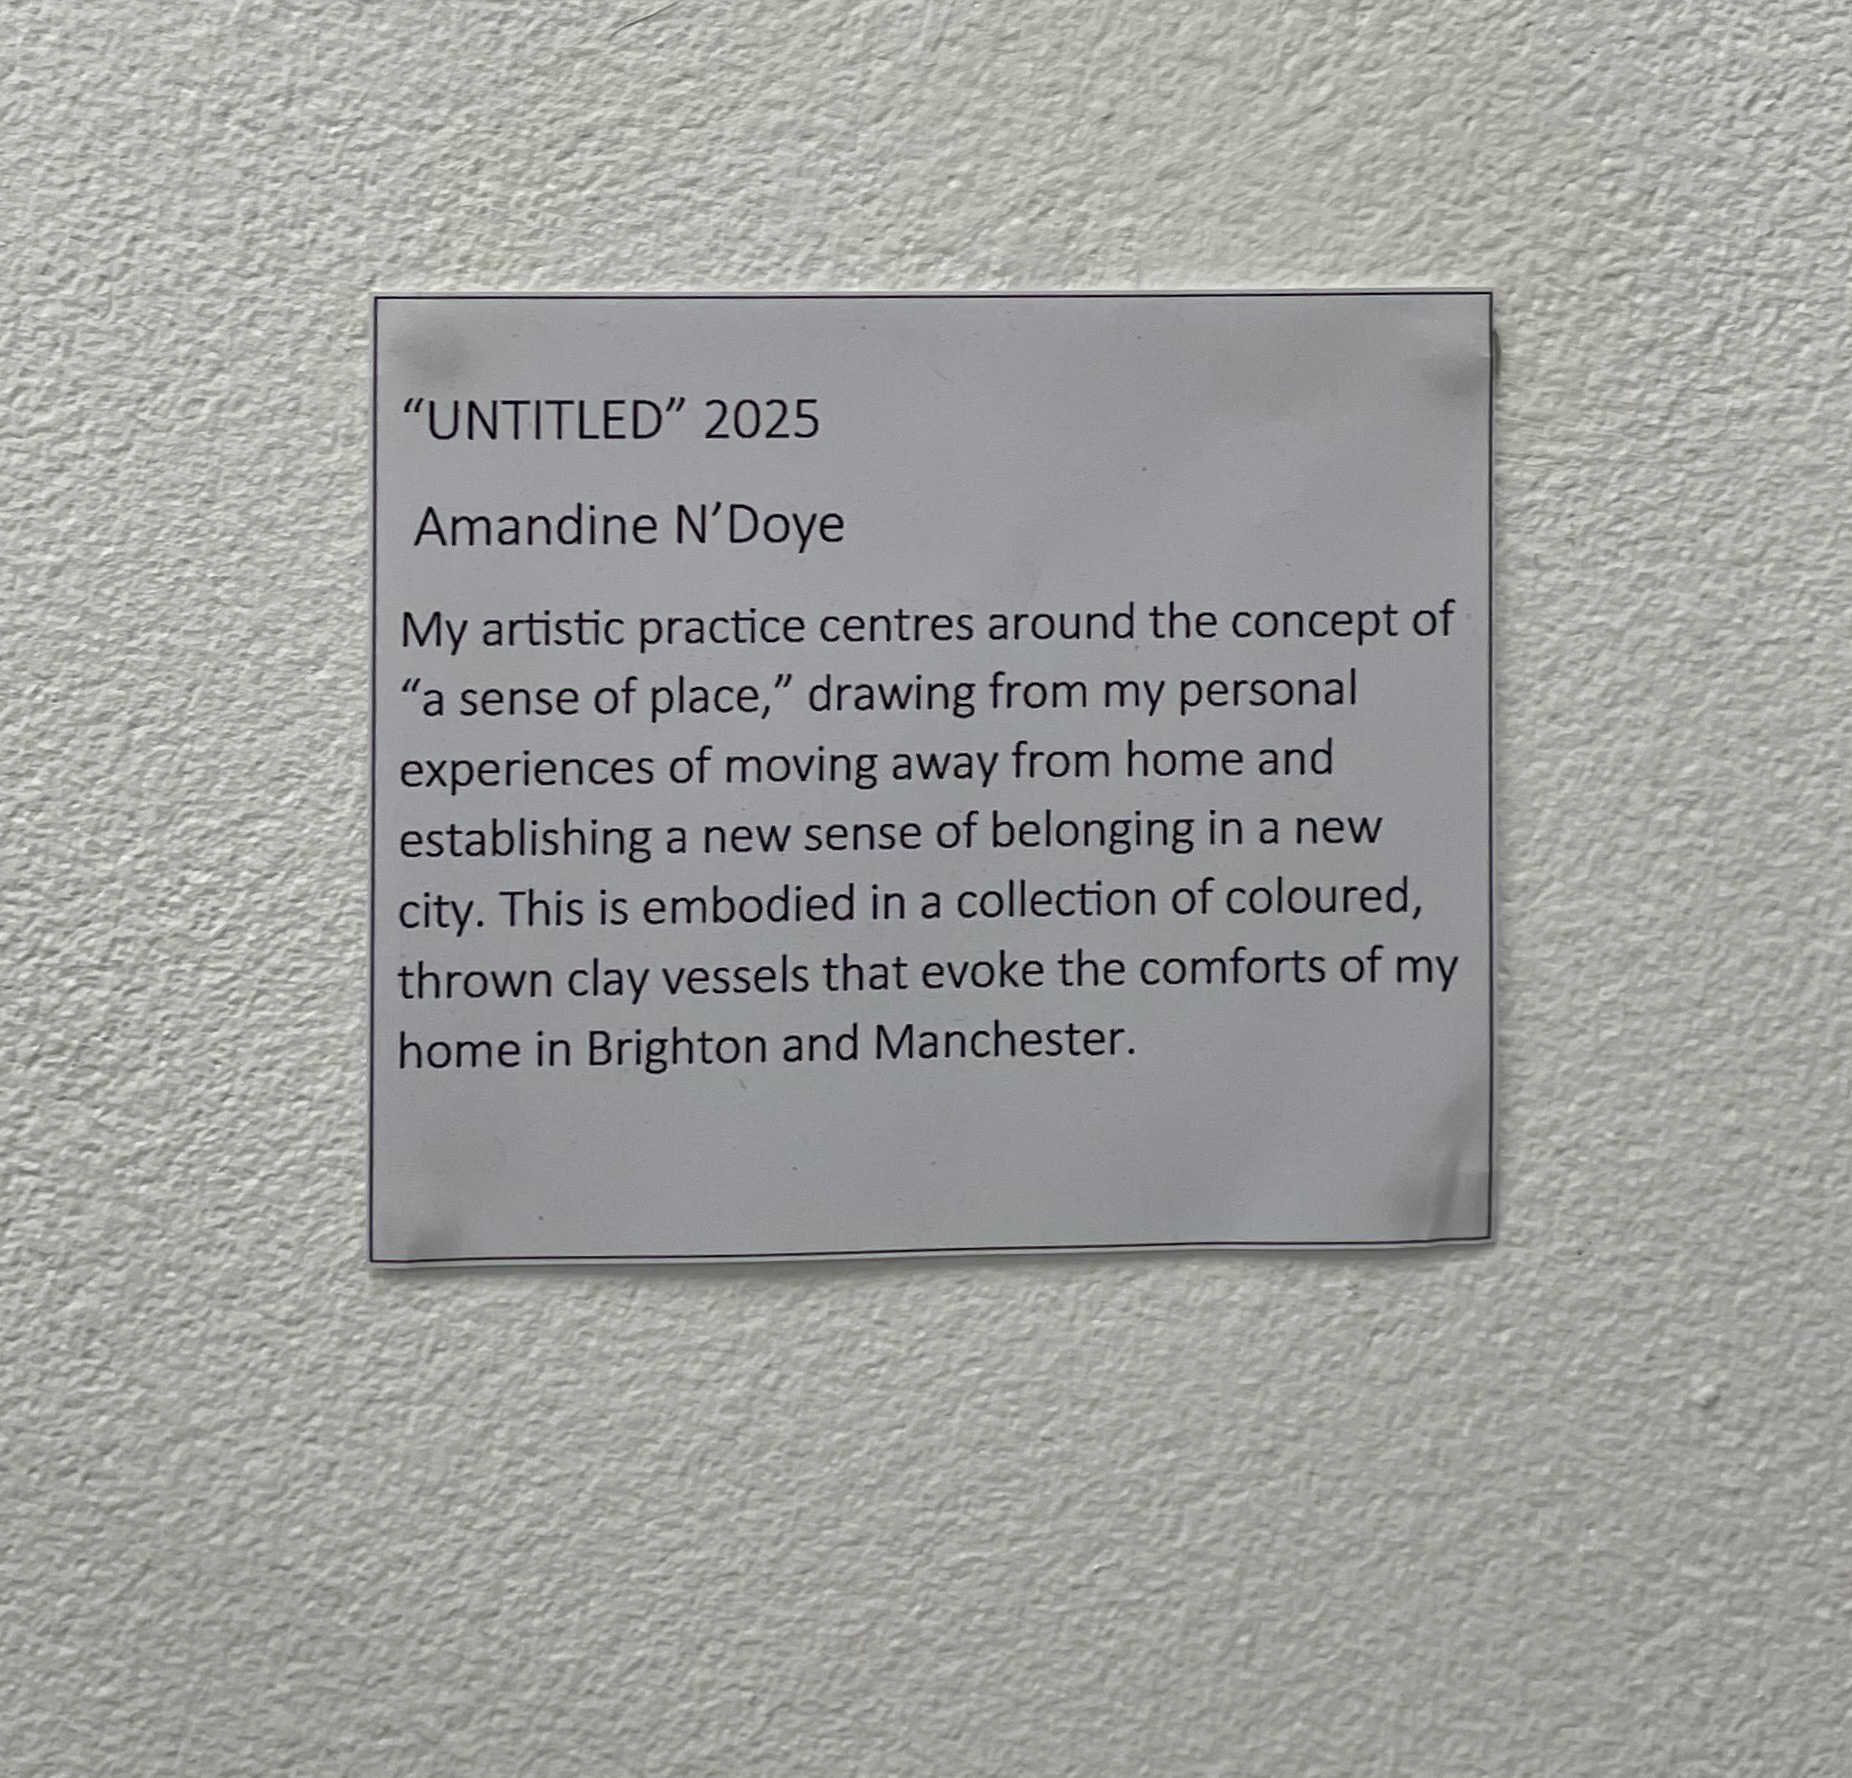 “UNTITLED” 2025
Amandine N’Doye
My artistic practice centres around the concept of
“a sense of place,” drawing from my personal
experiences of moving away from home and
establishing a new sense of belonging in a new
city. This is embodied in a collection of coloured,
thrown clay vessels that evoke the comforts of my
home in Brighton and Manchester.